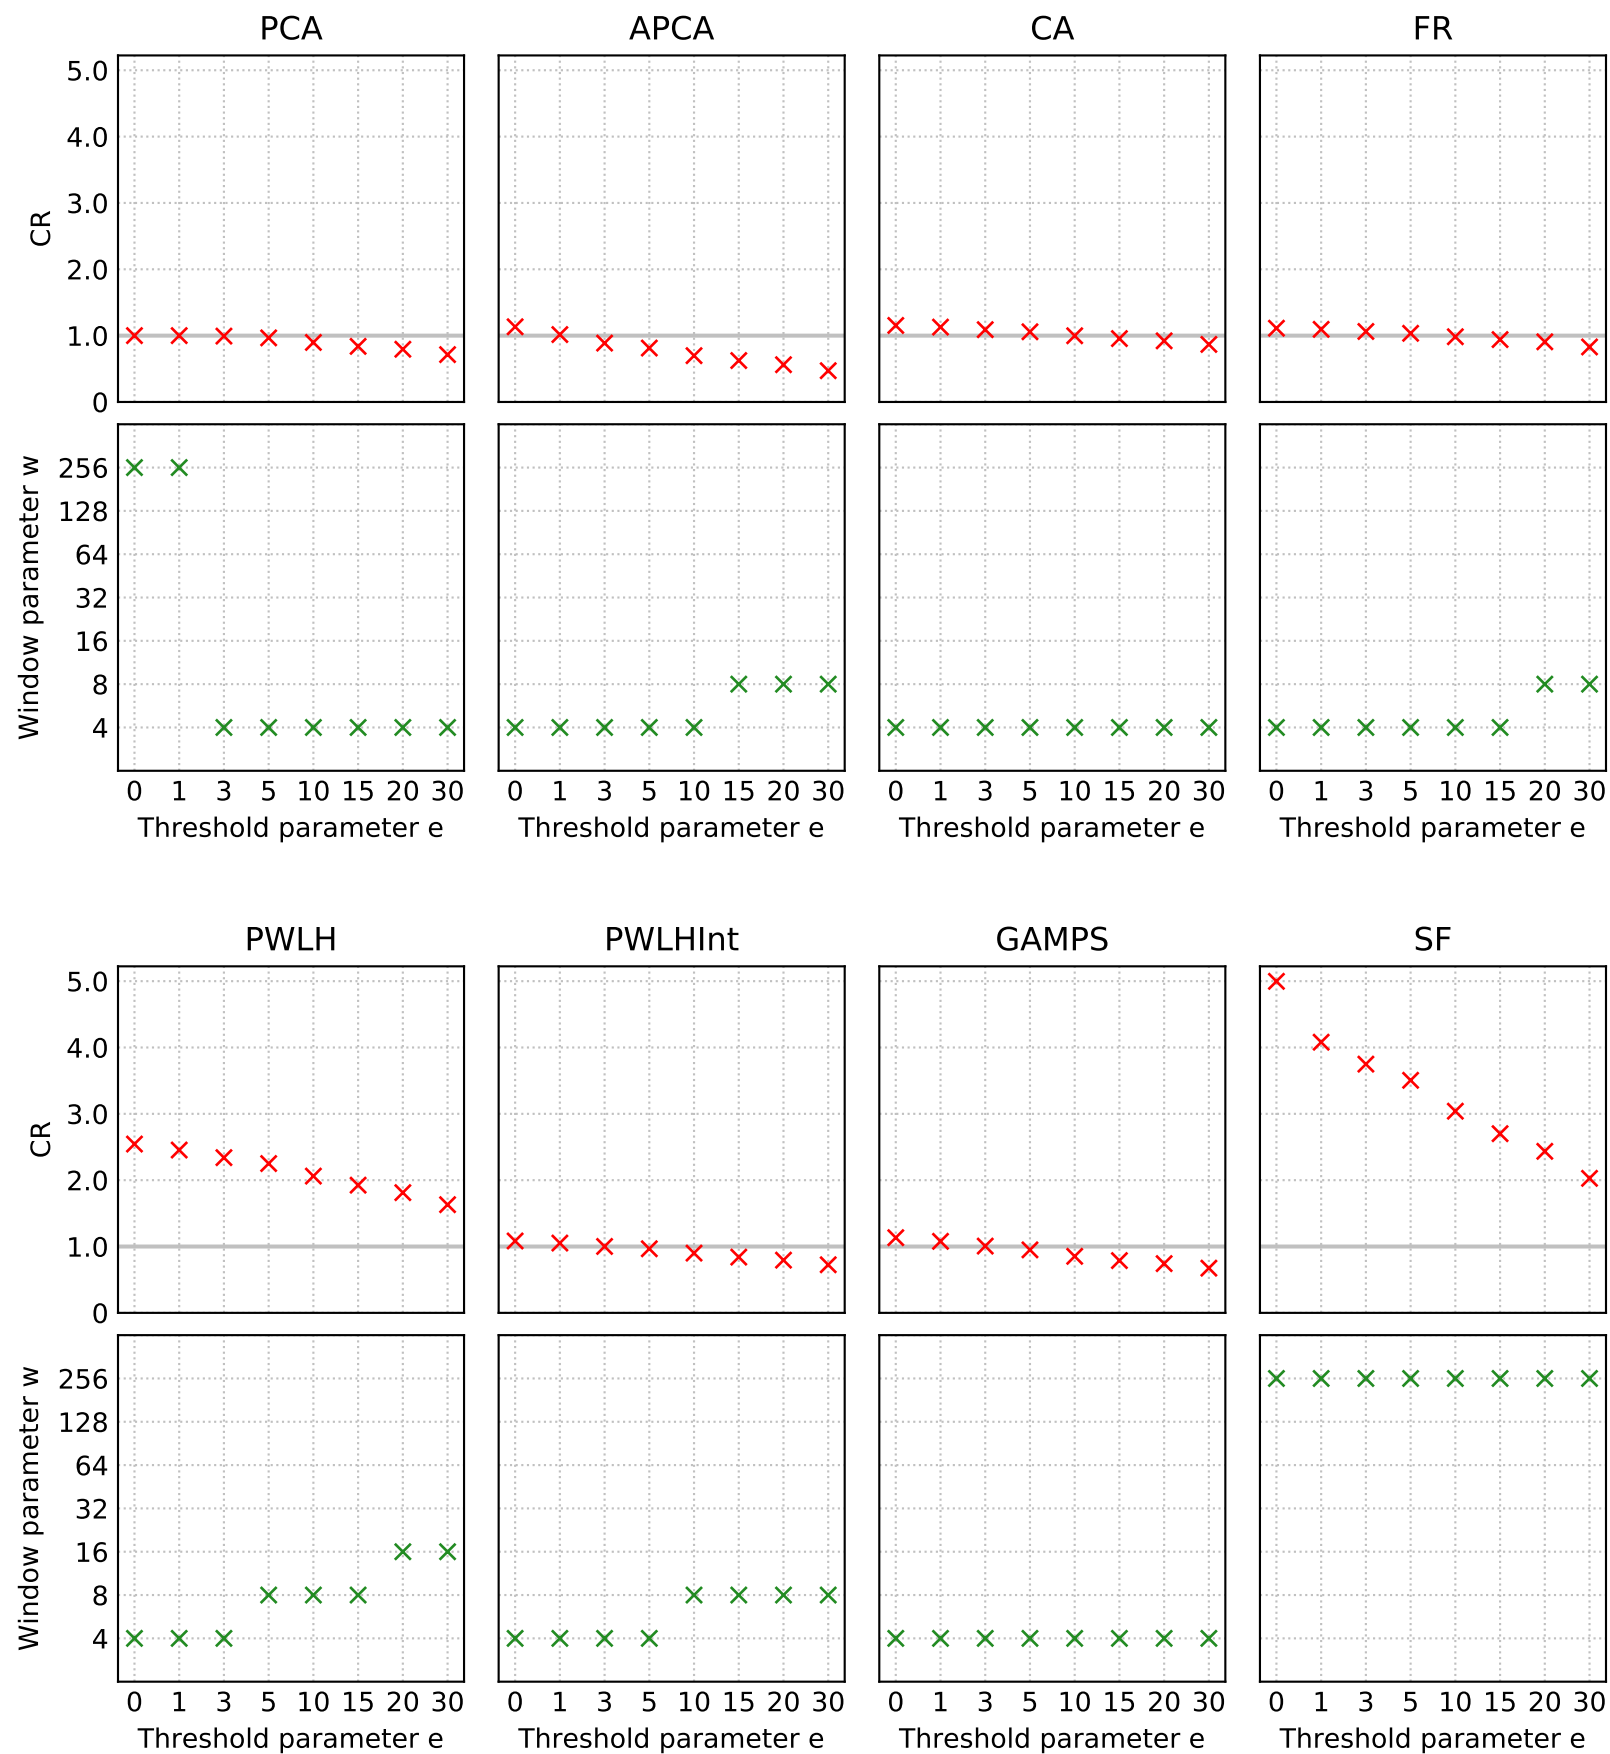 PCA APCA CA FR
CR
5.0
4.0
3.0
2.0
1.0
0
Window parameter w
256
128
64
32
16
8
4
0 1 3 5 10 15 20 30 0 1 3 5 10 15 20 30 0 1 3 5 10 15 20 30 0 1 3 5 10 15 20 30
Threshold parameter e Threshold parameter e Threshold parameter e Threshold parameter e
PWLH PWLHInt GAMPS SF
CR
5.0
4.0
3.0
2.0
1.0
0
Window parameter w
256
128
64
32
16
8
4
0 1 3 5 10 15 20 30 0 1 3 5 10 15 20 30 0 1 3 5 10 15 20 30 0 1 3 5 10 15 20 30
Threshold parameter e Threshold parameter e Threshold parameter e Threshold parameter e